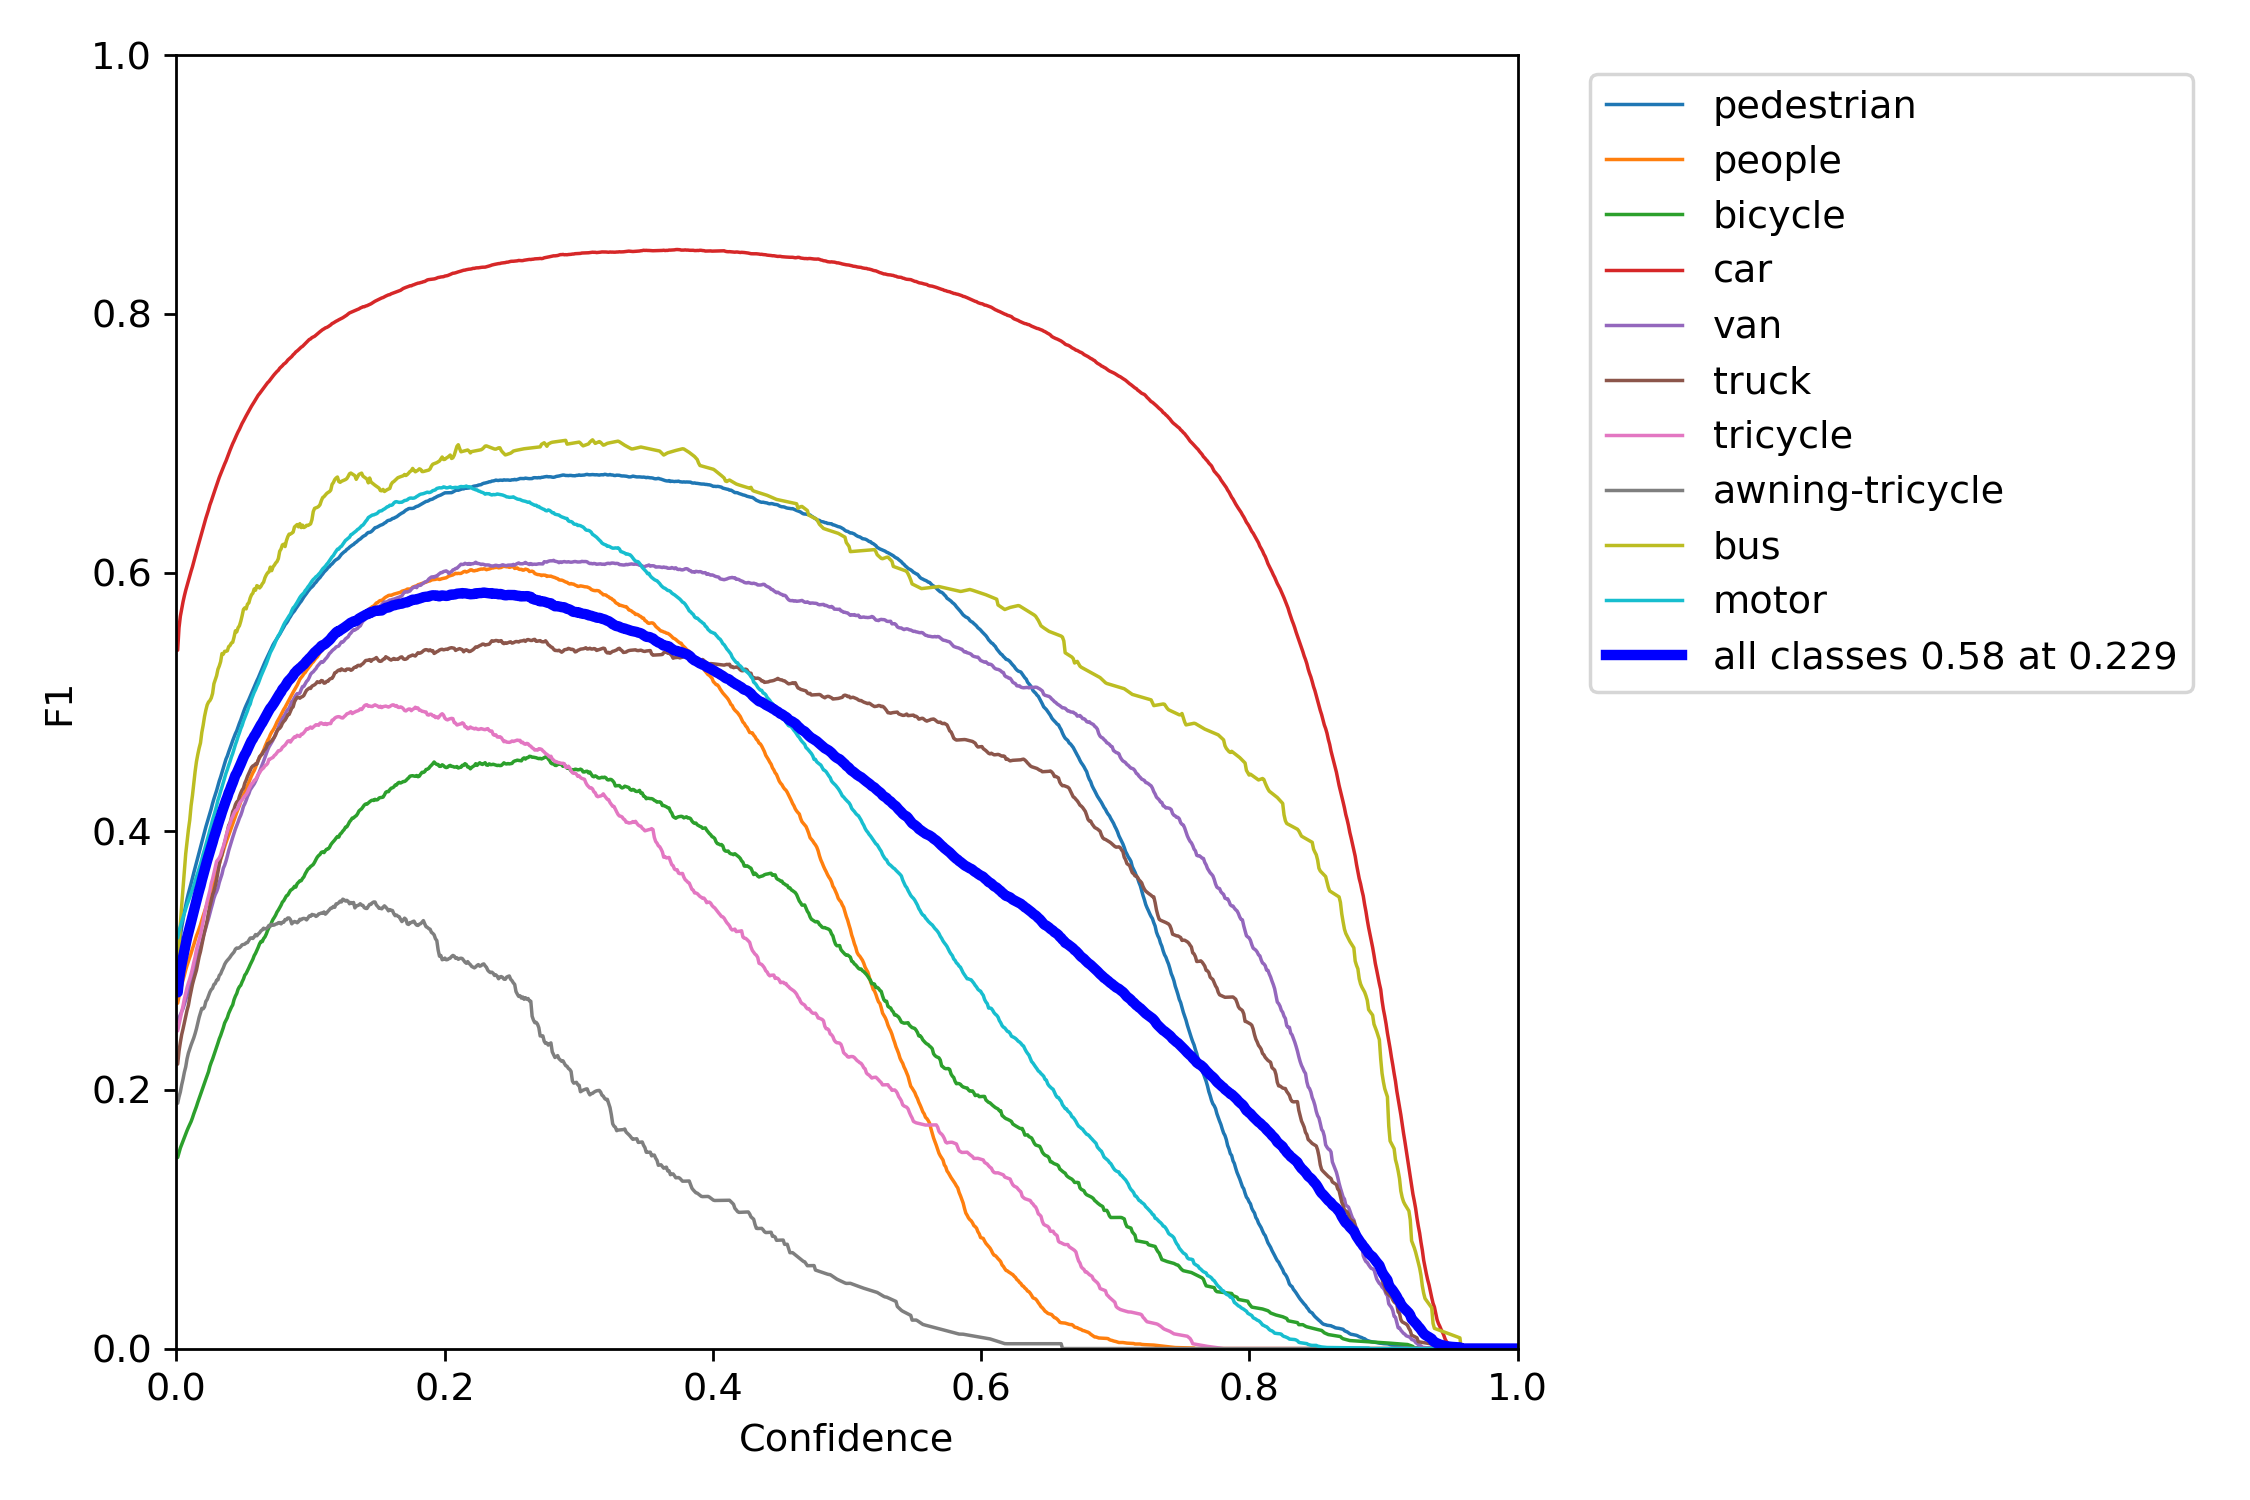 1.0
0.8
0.6
0.4
0.2
0.0
F1
0.0 0.2 0.4 0.6 0.8 1.0
Confidence
pedestrian
people
bicycle
car
van
truck
tricycle
awning-tricycle
bus
motor
all classes 0.58 at 0.229